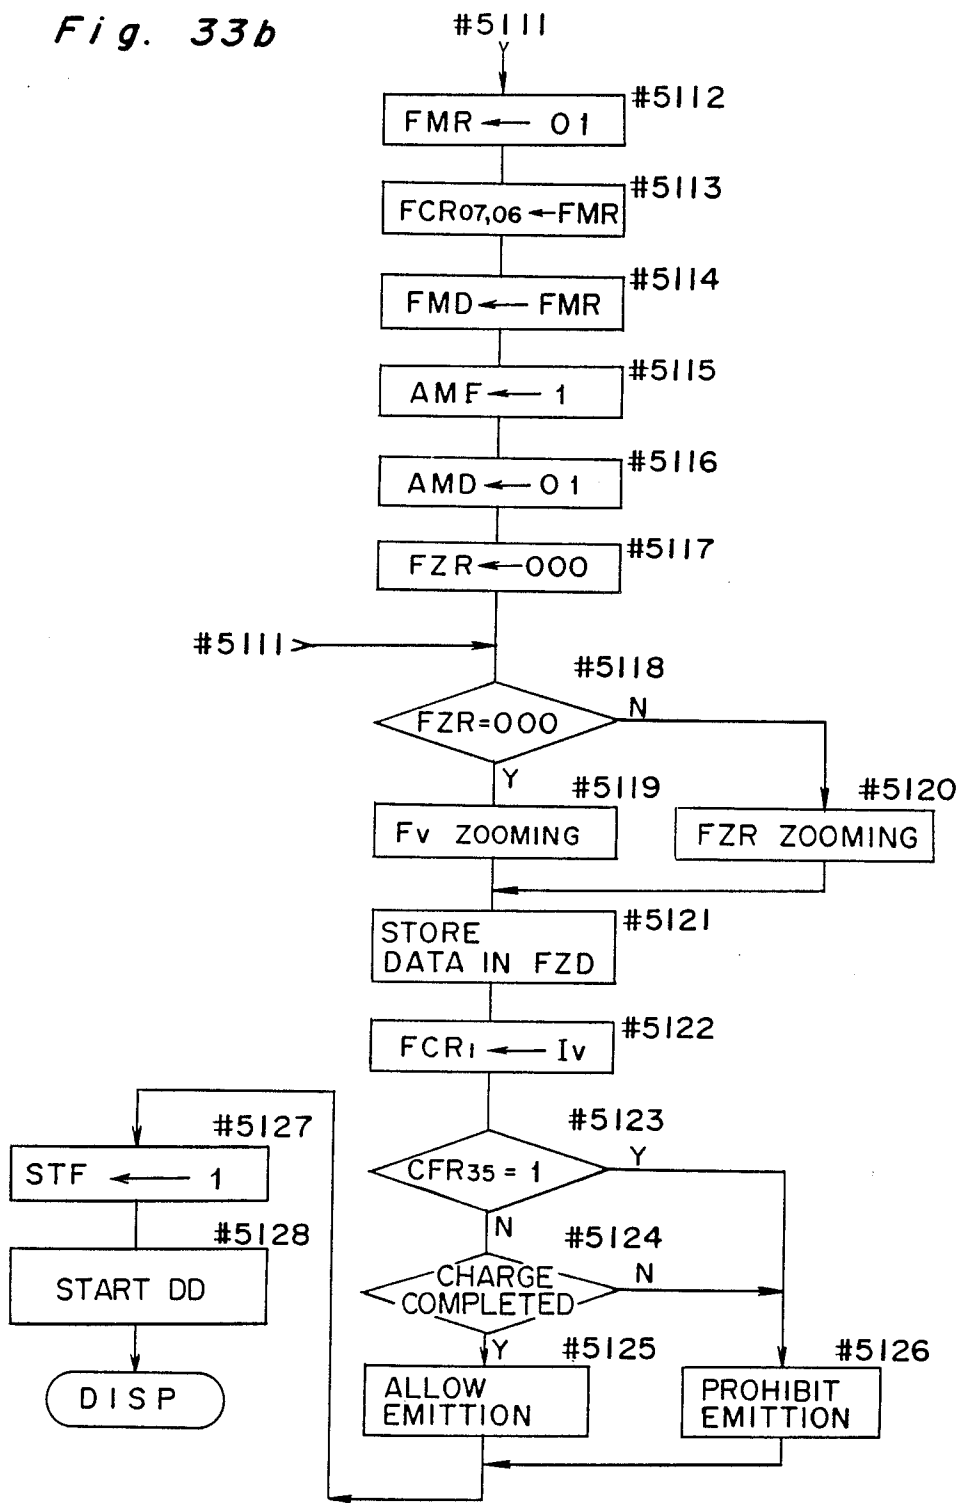 Fig. 33b
#5111
#5112
FMR ← 01
#5113
FCR07,06 ← FMR
#5114
FMD ← FMR
#5115
AMF ← 1
#5116
AMD ← 01
#5117
FZR ← 000
#5111
#5118
FZR=000
N
Y
#5119
Fv ZOOMING
#5120
FZR ZOOMING
#5121
STORE
DATA IN FZD
#5122
FCR1 ← Iv
#5123
CFR35 = 1
Y
N
#5124
CHARGE
COMPLETED
N
Y
#5125
ALLOW
EMITTION
#5126
PROHIBIT
EMITTION
#5127
STF ← 1
#5128
START DD
DISP